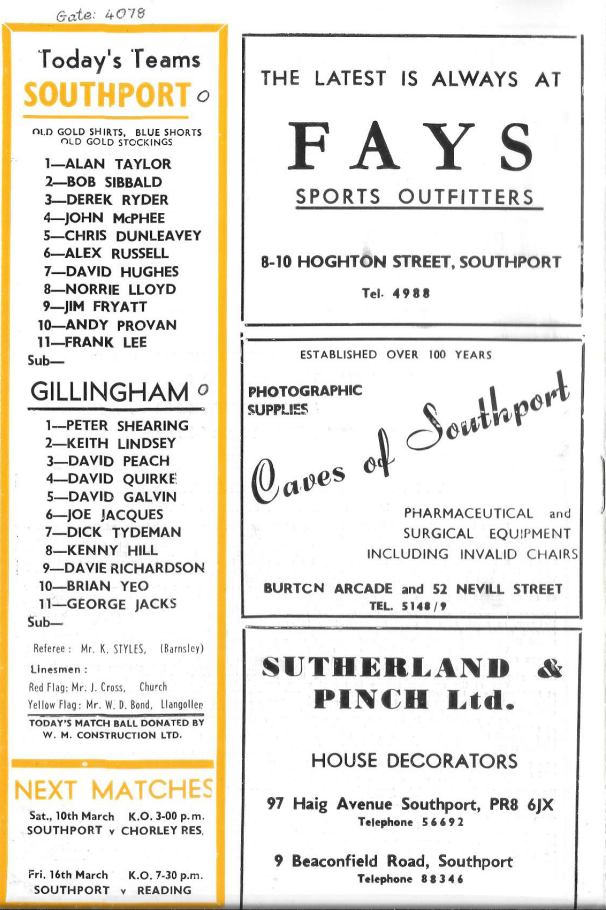 Gate: 4078
Today's Teams
SOUTHPORT 0
OLD GOLD SHIRTS, BLUE SHORTS
OLD GOLD STOCKINGS
1—ALAN TAYLOR
2—BOB SIBBALD
3—DEREK RYDER
4—JOHN McPHEE
5—CHRIS DUNLEAVEY
6—ALEX RUSSELL
7—DAVID HUGHES
8—NORRIE LLOYD
9—JIM FRYATT
10—ANDY PROVAN
11—FRANK LEE
Sub—
GILLINGHAM 0
1—PETER SHEARING
2—KEITH LINDSEY
3—DAVID PEACH
4—DAVID QUIRKE
5—DAVID GALVIN
6—JOE JACQUES
7—DICK TYDEMAN
8—KENNY HILL
9—DAVIE RICHARDSON
10—BRIAN YEO
11—GEORGE JACKS
Sub—
Referee : Mr. K. STYLES, (Barnsley)
Linesmen :
Red Flag: Mr. J. Cross, Church
Yellow Flag: Mr. W. D. Bond, Llangollen
TODAY'S MATCH BALL DONATED BY
W. M. CONSTRUCTION LTD.
NEXT MATCHES
Sat., 10th March K.O. 3-00 p.m.
SOUTHPORT v CHORLEY RES.
Fri. 16th March K.O. 7-30 p.m.
SOUTHPORT v READING
THE LATEST IS ALWAYS AT
FAYS
SPORTS OUTFITTERS
8-10 HOGHTON STREET, SOUTHPORT
Tel. 4988
ESTABLISHED OVER 100 YEARS
PHOTOGRAPHIC
SUPPLIES
Caves of Southport
PHARMACEUTICAL and
SURGICAL EQUIPMENT
INCLUDING INVALID CHAIRS
BURTON ARCADE and 52 NEVILL STREET
TEL. 5148/9
SUTHERLAND &
PINCH Ltd.
HOUSE DECORATORS
97 Haig Avenue Southport, PR8 6JX
Telephone 56692
9 Beaconfield Road, Southport
Telephone 88346